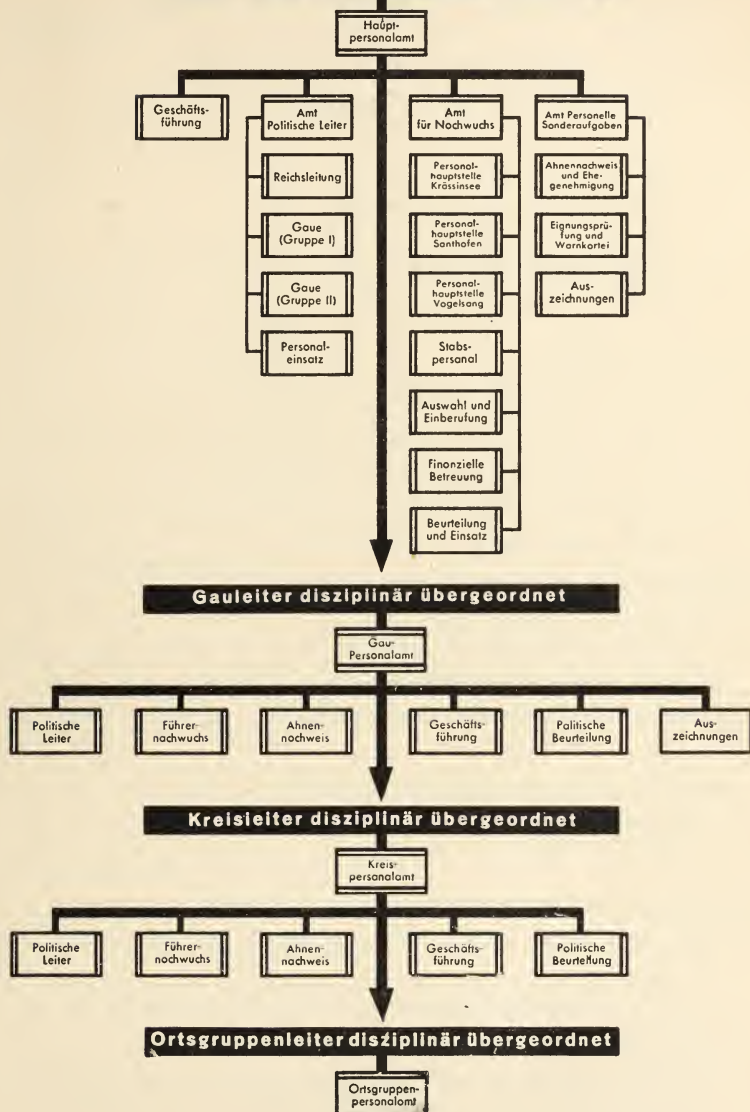 Haupt-
personalamt
Geschäfts-
führung
Amt
Politische Leiter
Reichsleitung
Gaue
(Gruppe I)
Gaue
(Gruppe II)
Personal-
einsatz
Amt
für Nachwuchs
Personal-
hauptstelle
Krössinsee
Personal-
hauptstelle
Sonthofen
Personal-
hauptstelle
Vogelsang
Stabs-
personal
Auswahl und
Einberufung
Finanzielle
Betreuung
Beurteilung
und Einsatz
Amt Personelle
Sonderaufgaben
Ahnennachweis
und Ehe-
genehmigung
Eignungsprü-
fung und
Warnkartei
Aus-
zeichnungen
Gauleiter disziplinär übergeordnet
Gau-
Personalamt
Politische
Leiter
Führer-
nachwuchs
Ahnen-
nachweis
Geschäfts-
führung
Politische
Beurteilung
Aus-
zeichnungen
Kreisleiter disziplinär übergeordnet
Kreis-
personalamt
Politische
Leiter
Führer-
nachwuchs
Ahnen-
nachweis
Geschäfts-
führung
Politische
Beurteilung
Ortsgruppenleiter disziplinär übergeordnet
Ortsgruppen-
personalamt